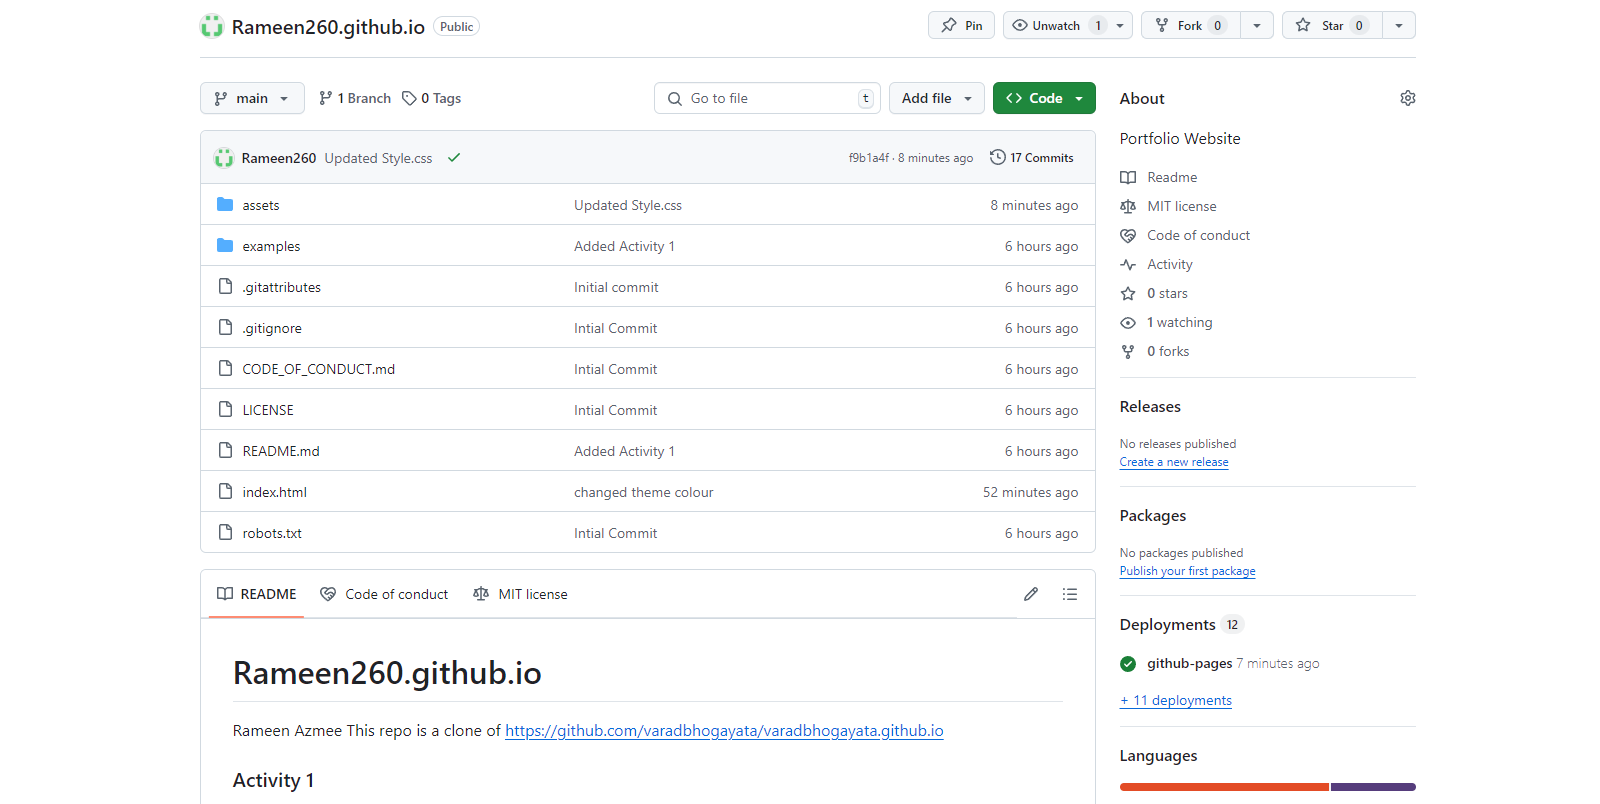 Rameen260.github.io Public Pin Unwatch 1 Fork 0 Star 0
main 1 Branch 0 Tags Go to file t Add file <> Code
Rameen260 Updated Style.css f9b1a4f · 8 minutes ago 17 Commits
assets Updated Style.css 8 minutes ago
examples Added Activity 1 6 hours ago
.gitattributes Initial commit 6 hours ago
.gitignore Intial Commit 6 hours ago
CODE_OF_CONDUCT.md Intial Commit 6 hours ago
LICENSE Intial Commit 6 hours ago
README.md Added Activity 1 6 hours ago
index.html changed theme colour 52 minutes ago
robots.txt Intial Commit 6 hours ago
README Code of conduct MIT license
Rameen260.github.io
Rameen Azmee This repo is a clone of https://github.com/varadbhogayata/varadbhogayata.github.io
Activity 1
About
Portfolio Website
Readme
MIT license
Code of conduct
Activity
0 stars
1 watching
0 forks
Releases
No releases published
Create a new release
Packages
No packages published
Publish your first package
Deployments 12
github-pages 7 minutes ago
+ 11 deployments
Languages